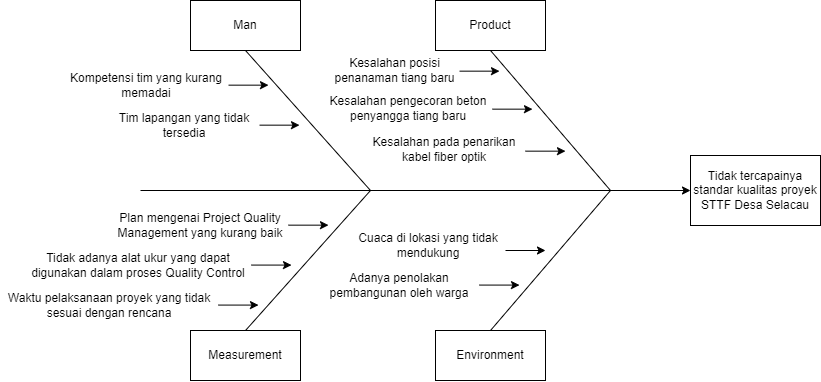 Man
Product
Kompetensi tim yang kurang
memadai
Tim lapangan yang tidak
tersedia
Kesalahan posisi
penanaman tiang baru
Kesalahan pengecoran beton
penyangga tiang baru
Kesalahan pada penarikan
kabel fiber optik
Tidak tercapainya
standar kualitas proyek
STTF Desa Selacau
Plan mengenai Project Quality
Management yang kurang baik
Tidak adanya alat ukur yang dapat
digunakan dalam proses Quality Control
Waktu pelaksanaan proyek yang tidak
sesuai dengan rencana
Cuaca di lokasi yang tidak
mendukung
Adanya penolakan
pembangunan oleh warga
Measurement
Environment